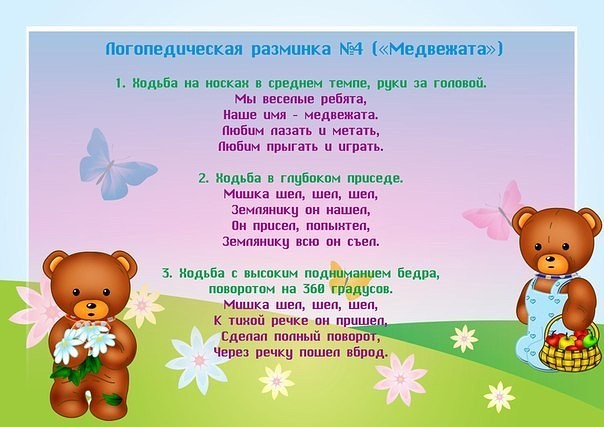 Логопедическая разминка №4 («Медвежата»)
1. Ходьба на носках в среднем темпе, руки за головой.
Мы веселые ребята,
Наше имя - медвежата.
Любим лазать и метать,
Любим прыгать и играть.
2. Ходьба в глубоком приседе.
Мишка шел, шел, шел,
Землянику он нашел,
Он присел, попыхтел,
Землянику всю он съел.
3. Ходьба с высоким подниманием бедра,
поворотом на 360 градусов.
Мишка шел, шел, шел,
К тихой речке он пришел,
Сделал полный поворот,
Через речку пошел вброд.